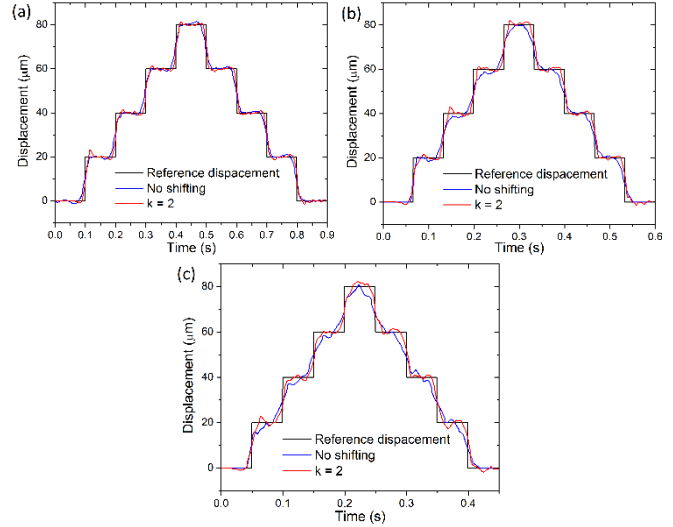 (a)
80
60
40
20
0
Displacement (μm)
Reference dispacement
No shifting
k = 2
0.0 0.1 0.2 0.3 0.4 0.5 0.6 0.7 0.8 0.9
Time (s)
(b)
80
60
40
20
0
Displacement (μm)
Reference dispacement
No shifting
k = 2
0.0 0.1 0.2 0.3 0.4 0.5 0.6
Time (s)
(c)
80
60
40
20
0
Displacement (μm)
Reference dispacement
No shifting
k = 2
0.0 0.1 0.2 0.3 0.4
Time (s)